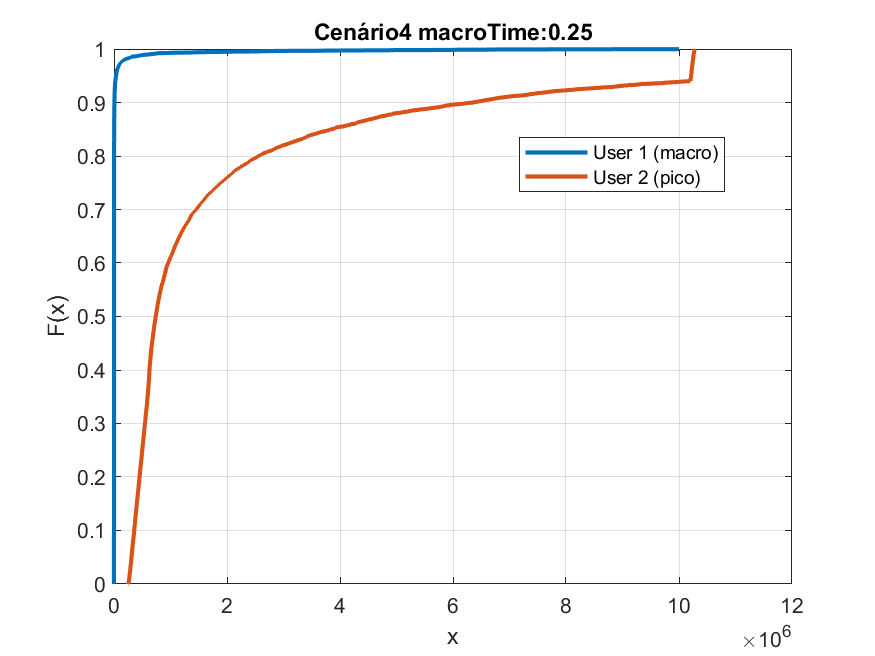 Cenário4 macroTime:0.25
1
0.9
0.8
0.7
0.6
0.5
0.4
0.3
0.2
0.1
0
F(x)
User 1 (macro)
User 2 (pico)
0 2 4 6 8 10 12
x
×10^6